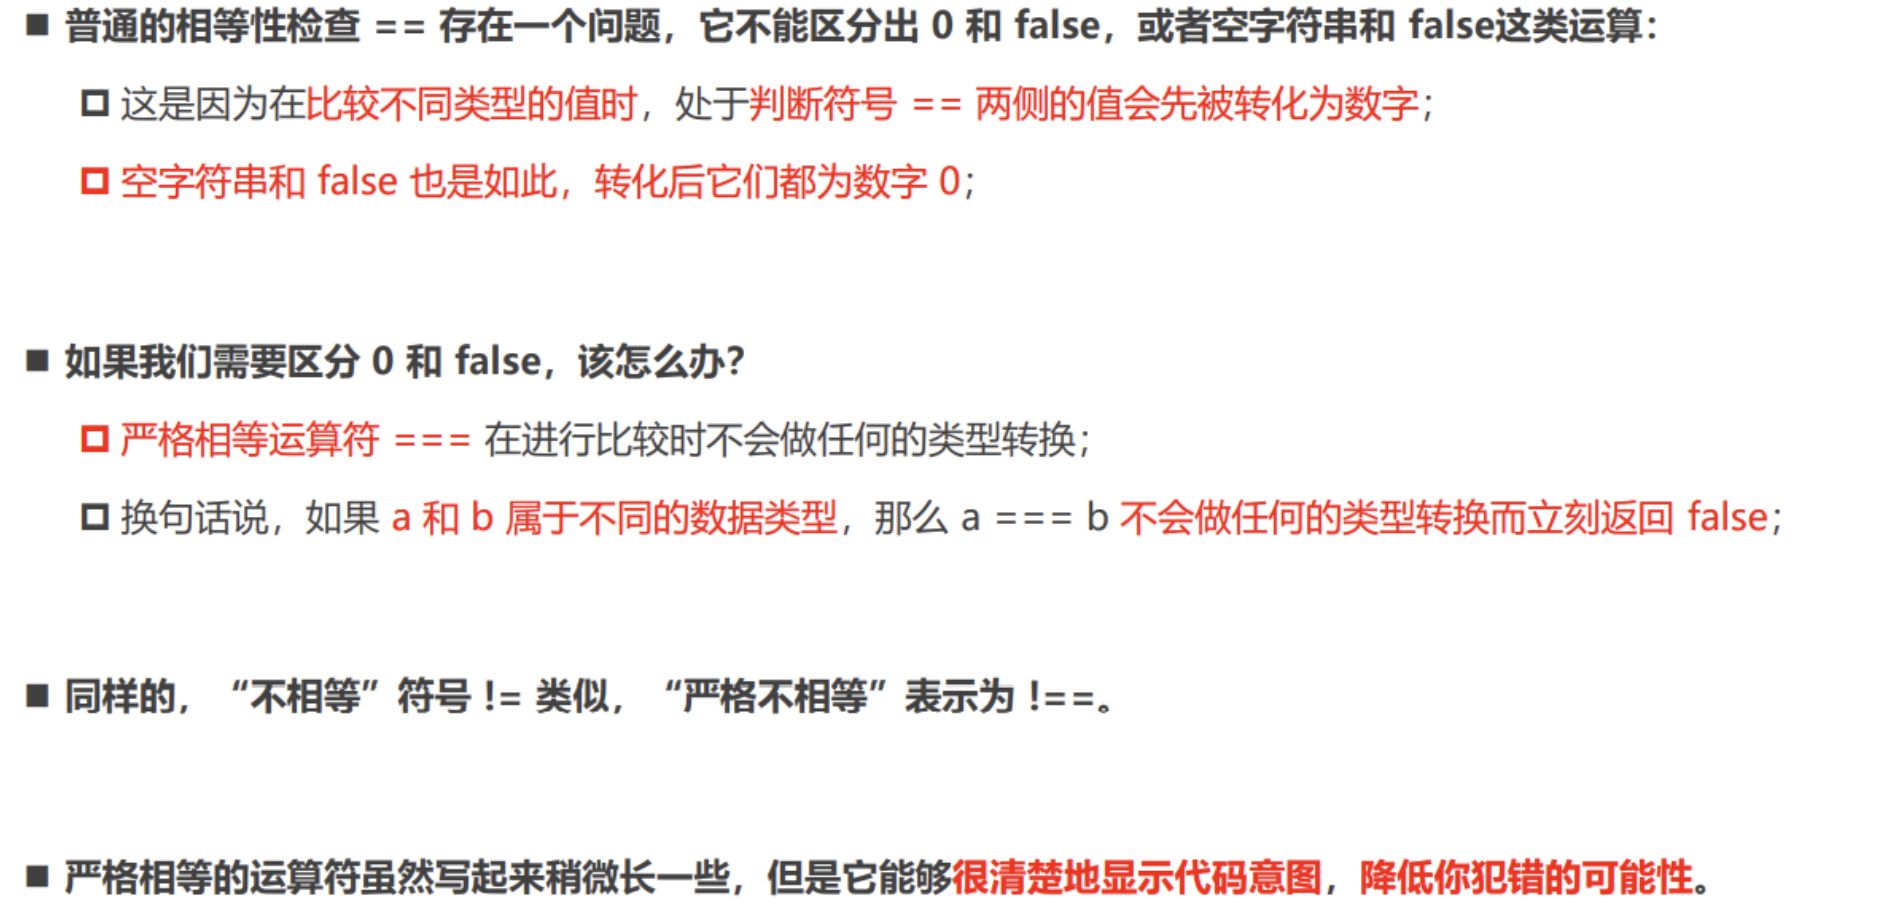 普通的相等性检查 == 存在一个问题，它不能区分出 0 和 false，或者空字符串和 false这类运算：
这是因为在比较不同类型的值时，处于判断符号 == 两侧的值会先被转化为数字；
空字符串和 false 也是如此，转化后它们都为数字 0；
如果我们需要区分 0 和 false，该怎么办？
严格相等运算符 === 在进行比较时不会做任何的类型转换；
换句话说，如果 a 和 b 属于不同的数据类型，那么 a === b 不会做任何的类型转换而立刻返回 false；
同样的，“不相等”符号 != 类似，“严格不相等”表示为 !==。
严格相等的运算符虽然写起来稍微长一些，但是它能够很清楚地显示代码意图，降低你犯错的可能性。